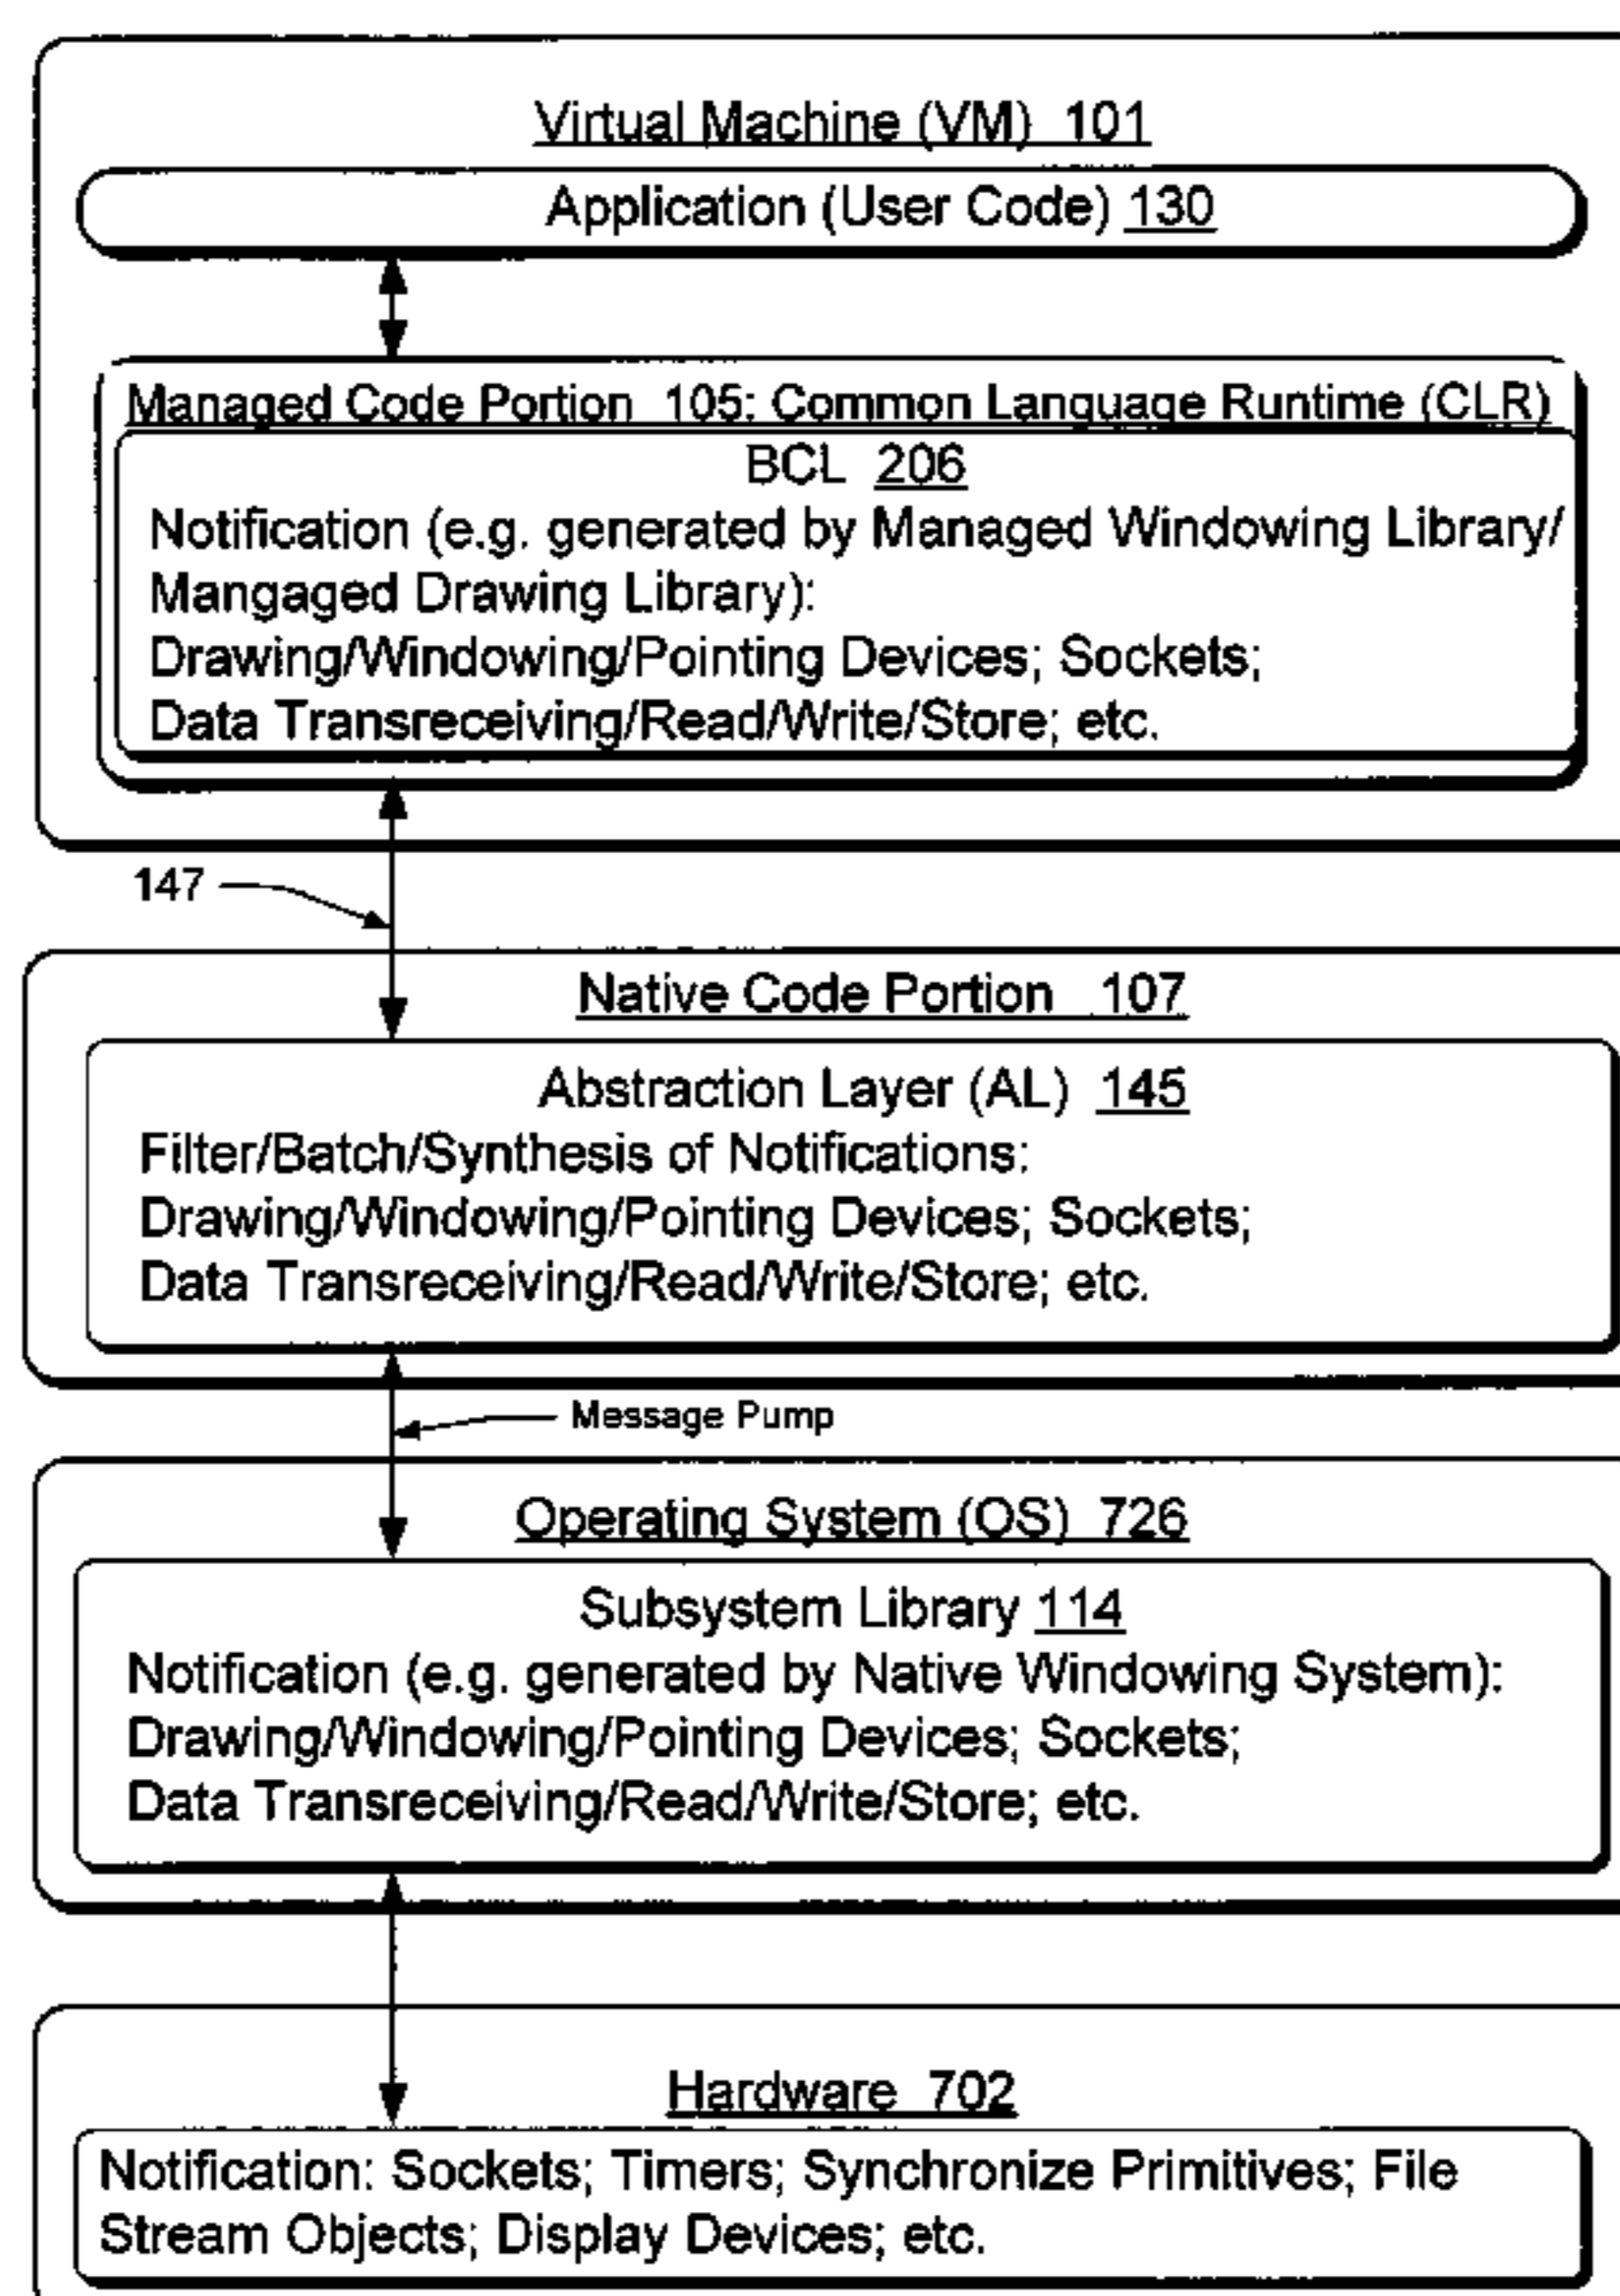 Virtual Machine (VM) 101
Application (User Code) 130
Managed Code Portion 105: Common Language Runtime (CLR)
BCL 206
Notification (e.g. generated by Managed Windowing Library/
Mangaged Drawing Library):
Drawing/Windowing/Pointing Devices; Sockets;
Data Transreceiving/Read/Write/Store; etc.
147
Native Code Portion 107
Abstraction Layer (AL) 145
Filter/Batch/Synthesis of Notifications:
Drawing/Windowing/Pointing Devices; Sockets;
Data Transreceiving/Read/Write/Store; etc.
Message Pump
Operating System (OS) 726
Subsystem Library 114
Notification (e.g. generated by Native Windowing System):
Drawing/Windowing/Pointing Devices; Sockets;
Data Transreceiving/Read/Write/Store; etc.
Hardware 702
Notification: Sockets; Timers; Synchronize Primitives; File
Stream Objects; Display Devices; etc.